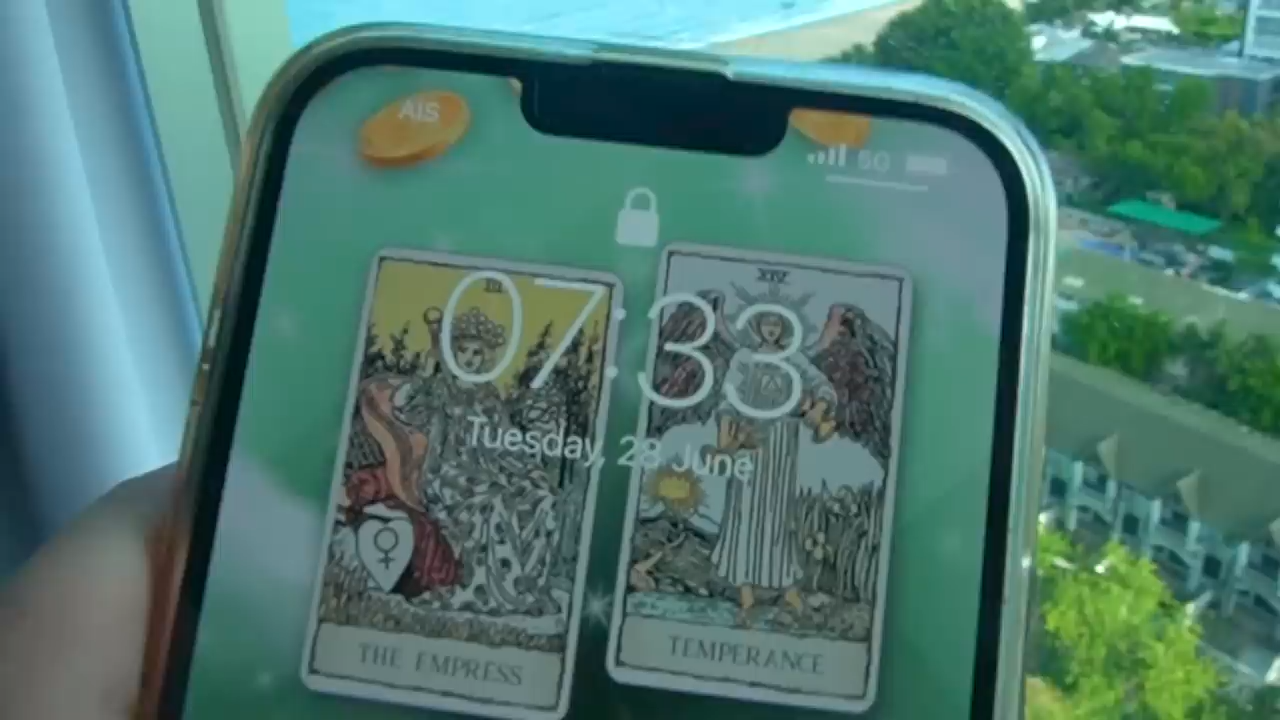 AIS
5G
III
XIV
07:33
Tuesday, 28 June
THE EMPRESS
TEMPERANCE